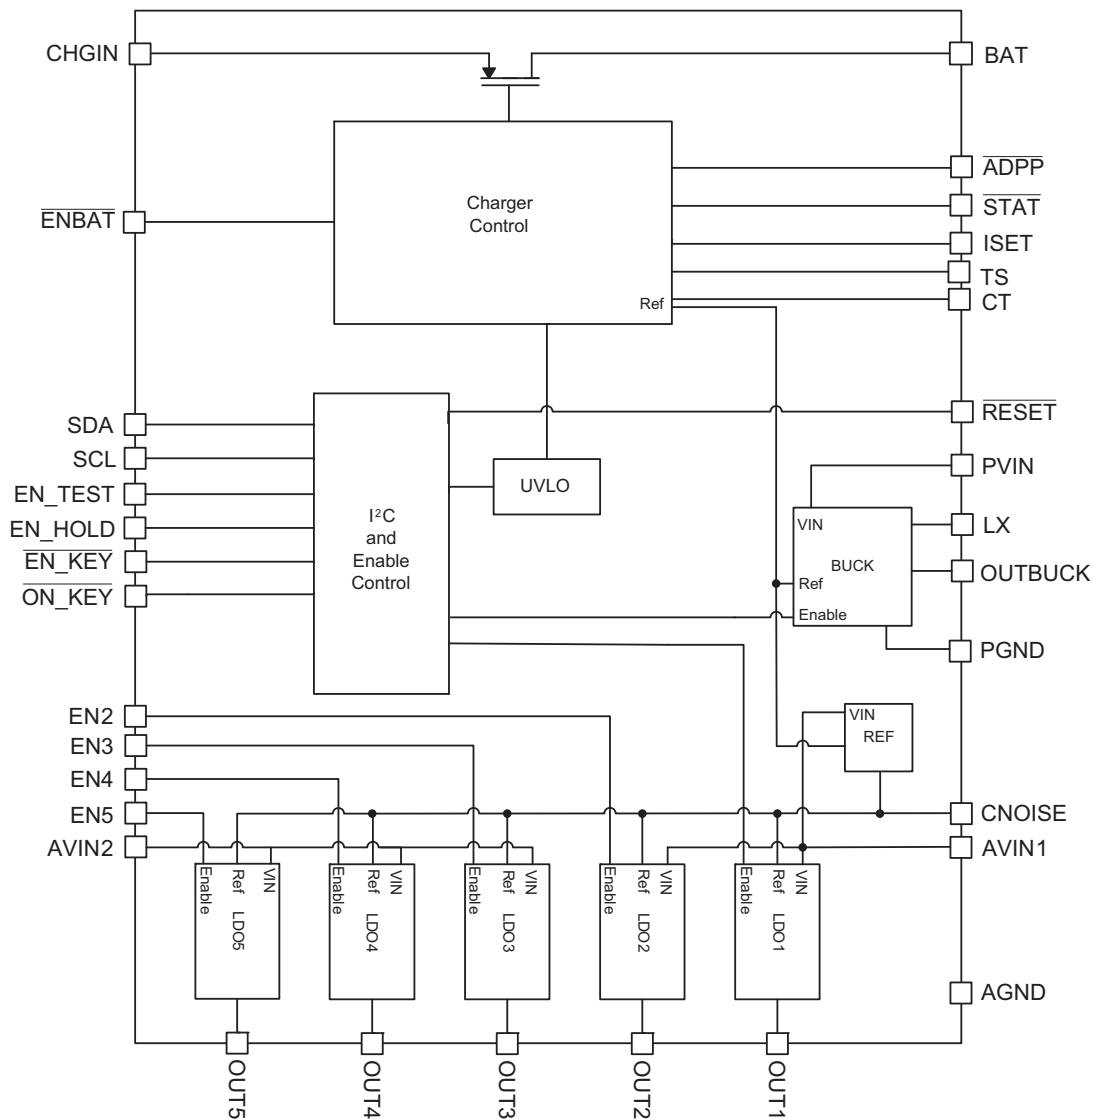 CHGIN
BAT
ADPP
Charger
Control
STAT
ENBAT
ISET
TS
Ref
CT
RESET
SDA
SCL
PVIN
UVLO
EN_TEST
I²C
and
Enable
Control
VIN
LX
EN_HOLD
EN_KEY
BUCK
OUTBUCK
Ref
ON_KEY
Enable
PGND
EN2
VIN
REF
EN3
EN4
EN5
CNOISE
AVIN2
AVIN1
Enable
Ref
VIN
LDO5
Enable
Ref
VIN
LDO4
Enable
Ref
VIN
LDO3
Enable
Ref
VIN
LDO2
Enable
Ref
VIN
LDO1
AGND
OUT5
OUT4
OUT3
OUT2
OUT1